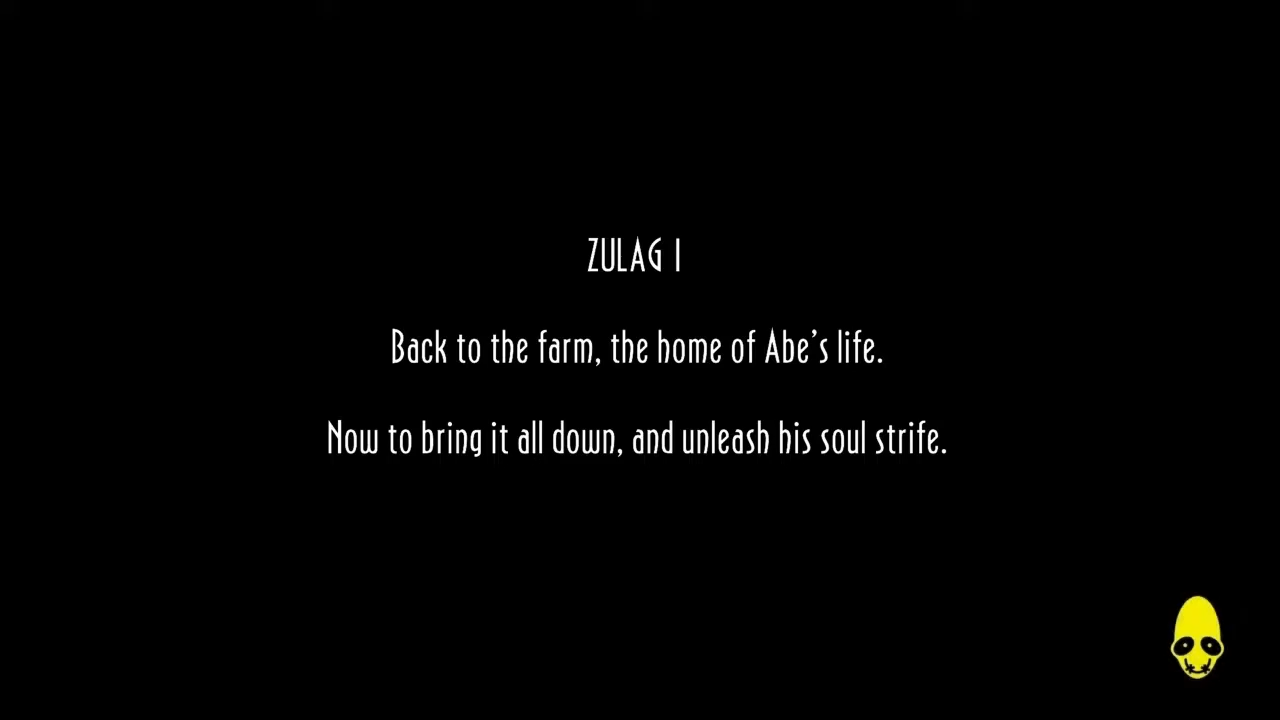 ZULAG 1
Back to the farm, the home of Abe’s life.
Now to bring it all down, and unleash his soul strife.